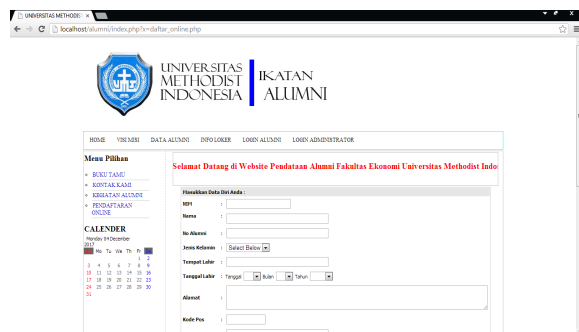 UNIVERSITAS METHODIS
localhost/alumni/index.php?x=daftar_online.php
UNIVERSITAS
METHODIST
INDONESIA
IKATAN
ALUMNI
HOME VISI MISI DATA ALUMNI INFO LOKER LOGIN ALUMNI LOGIN ADMINISTRATOR
Menu Pilihan
BUKU TAMU
KONTAK KAMI
KEGIATAN ALUMNI
PENDAFTARAN
ONLINE
CALENDER
Monday 04 December
2017
Mo Tu We Th Fr
1 2
3 4 5 6 7 8 9
10 11 12 13 14 15 16
17 18 19 20 21 22 23
24 25 26 27 28 29 30
31
Selamat Datang di Website Pendataan Alumni Fakultas Ekonomi Universitas Methodist Indo
Masukkan Data Diri Anda :
NPM :
Nama :
No Alumni :
Jenis Kelamin : Select Below
Tempat Lahir :
Tanggal Lahir : Tanggal Bulan Tahun
Alamat :
Kode Pos :